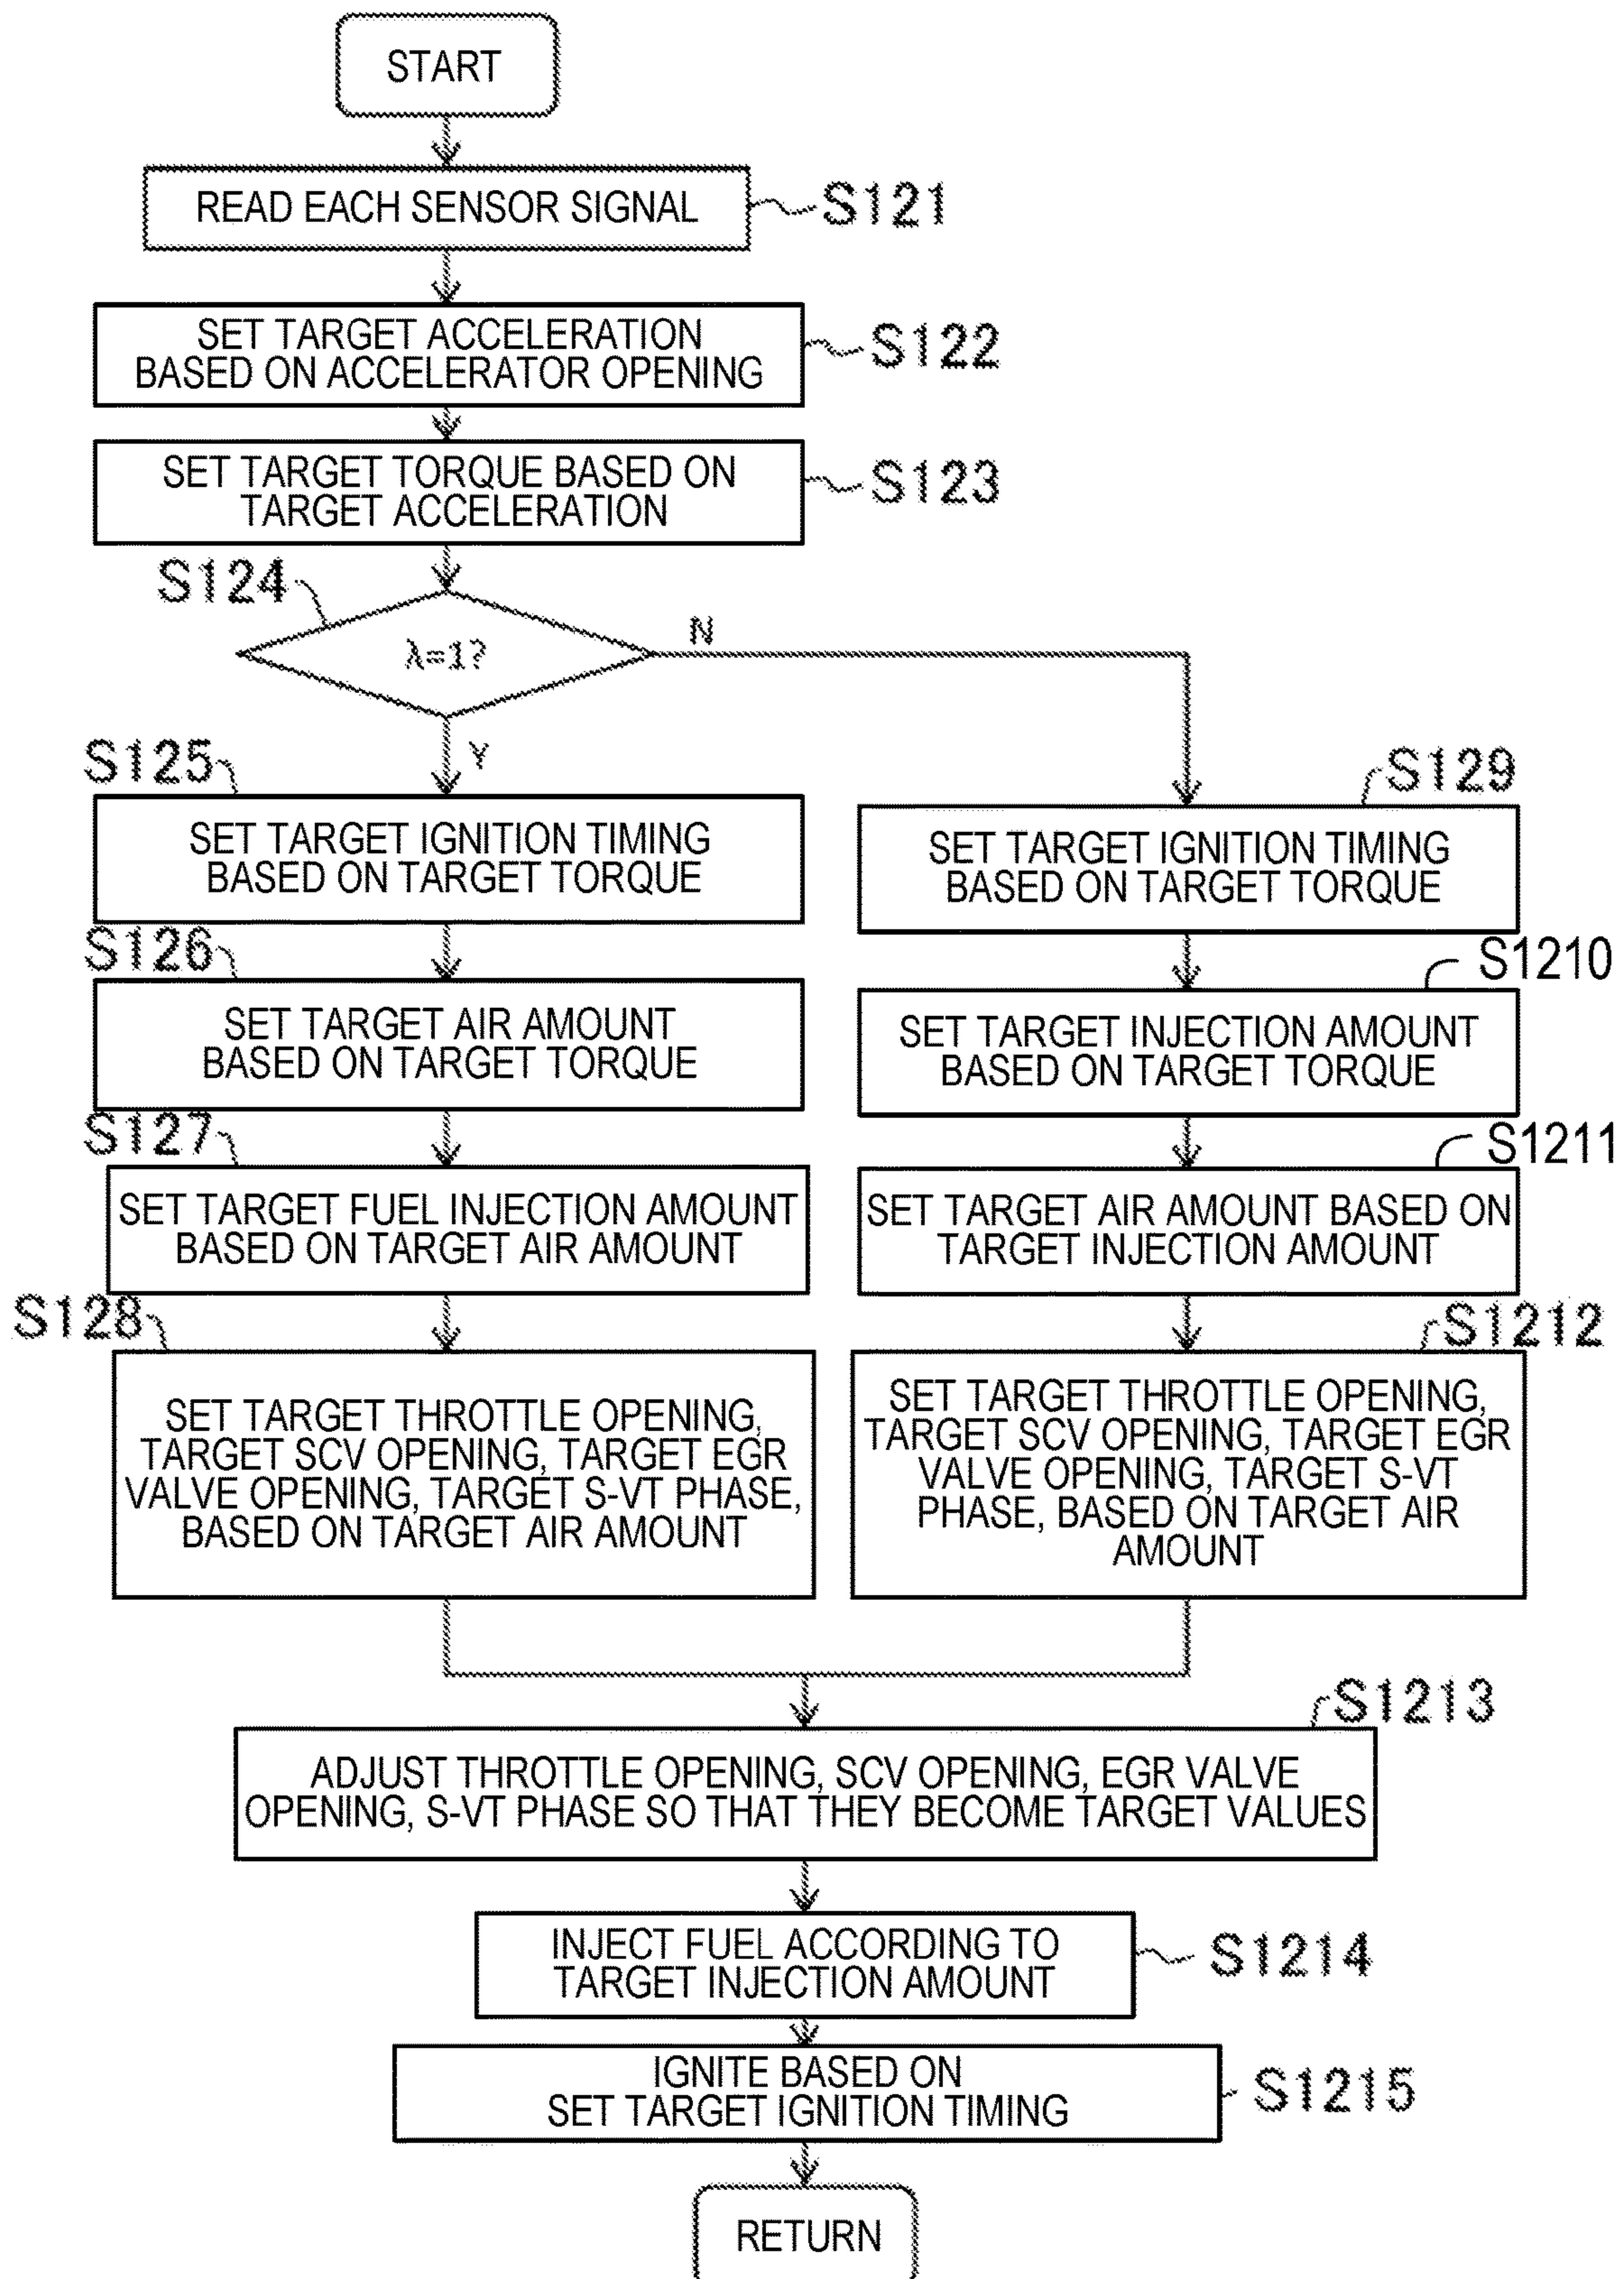 START
READ EACH SENSOR SIGNAL
S121
SET TARGET ACCELERATION
BASED ON ACCELERATOR OPENING
S122
SET TARGET TORQUE BASED ON
TARGET ACCELERATION
S123
S124
λ=1?
N
Y
S125
SET TARGET IGNITION TIMING
BASED ON TARGET TORQUE
S126
SET TARGET AIR AMOUNT
BASED ON TARGET TORQUE
S127
SET TARGET FUEL INJECTION AMOUNT
BASED ON TARGET AIR AMOUNT
S128
SET TARGET THROTTLE OPENING,
TARGET SCV OPENING, TARGET EGR
VALVE OPENING, TARGET S-VT PHASE,
BASED ON TARGET AIR AMOUNT
S129
SET TARGET IGNITION TIMING
BASED ON TARGET TORQUE
S1210
SET TARGET INJECTION AMOUNT
BASED ON TARGET TORQUE
S1211
SET TARGET AIR AMOUNT BASED ON
TARGET INJECTION AMOUNT
S1212
SET TARGET THROTTLE OPENING,
TARGET SCV OPENING, TARGET EGR
VALVE OPENING, TARGET S-VT
PHASE, BASED ON TARGET AIR
AMOUNT
S1213
ADJUST THROTTLE OPENING, SCV OPENING, EGR VALVE
OPENING, S-VT PHASE SO THAT THEY BECOME TARGET VALUES
INJECT FUEL ACCORDING TO
TARGET INJECTION AMOUNT
S1214
IGNITE BASED ON
SET TARGET IGNITION TIMING
S1215
RETURN